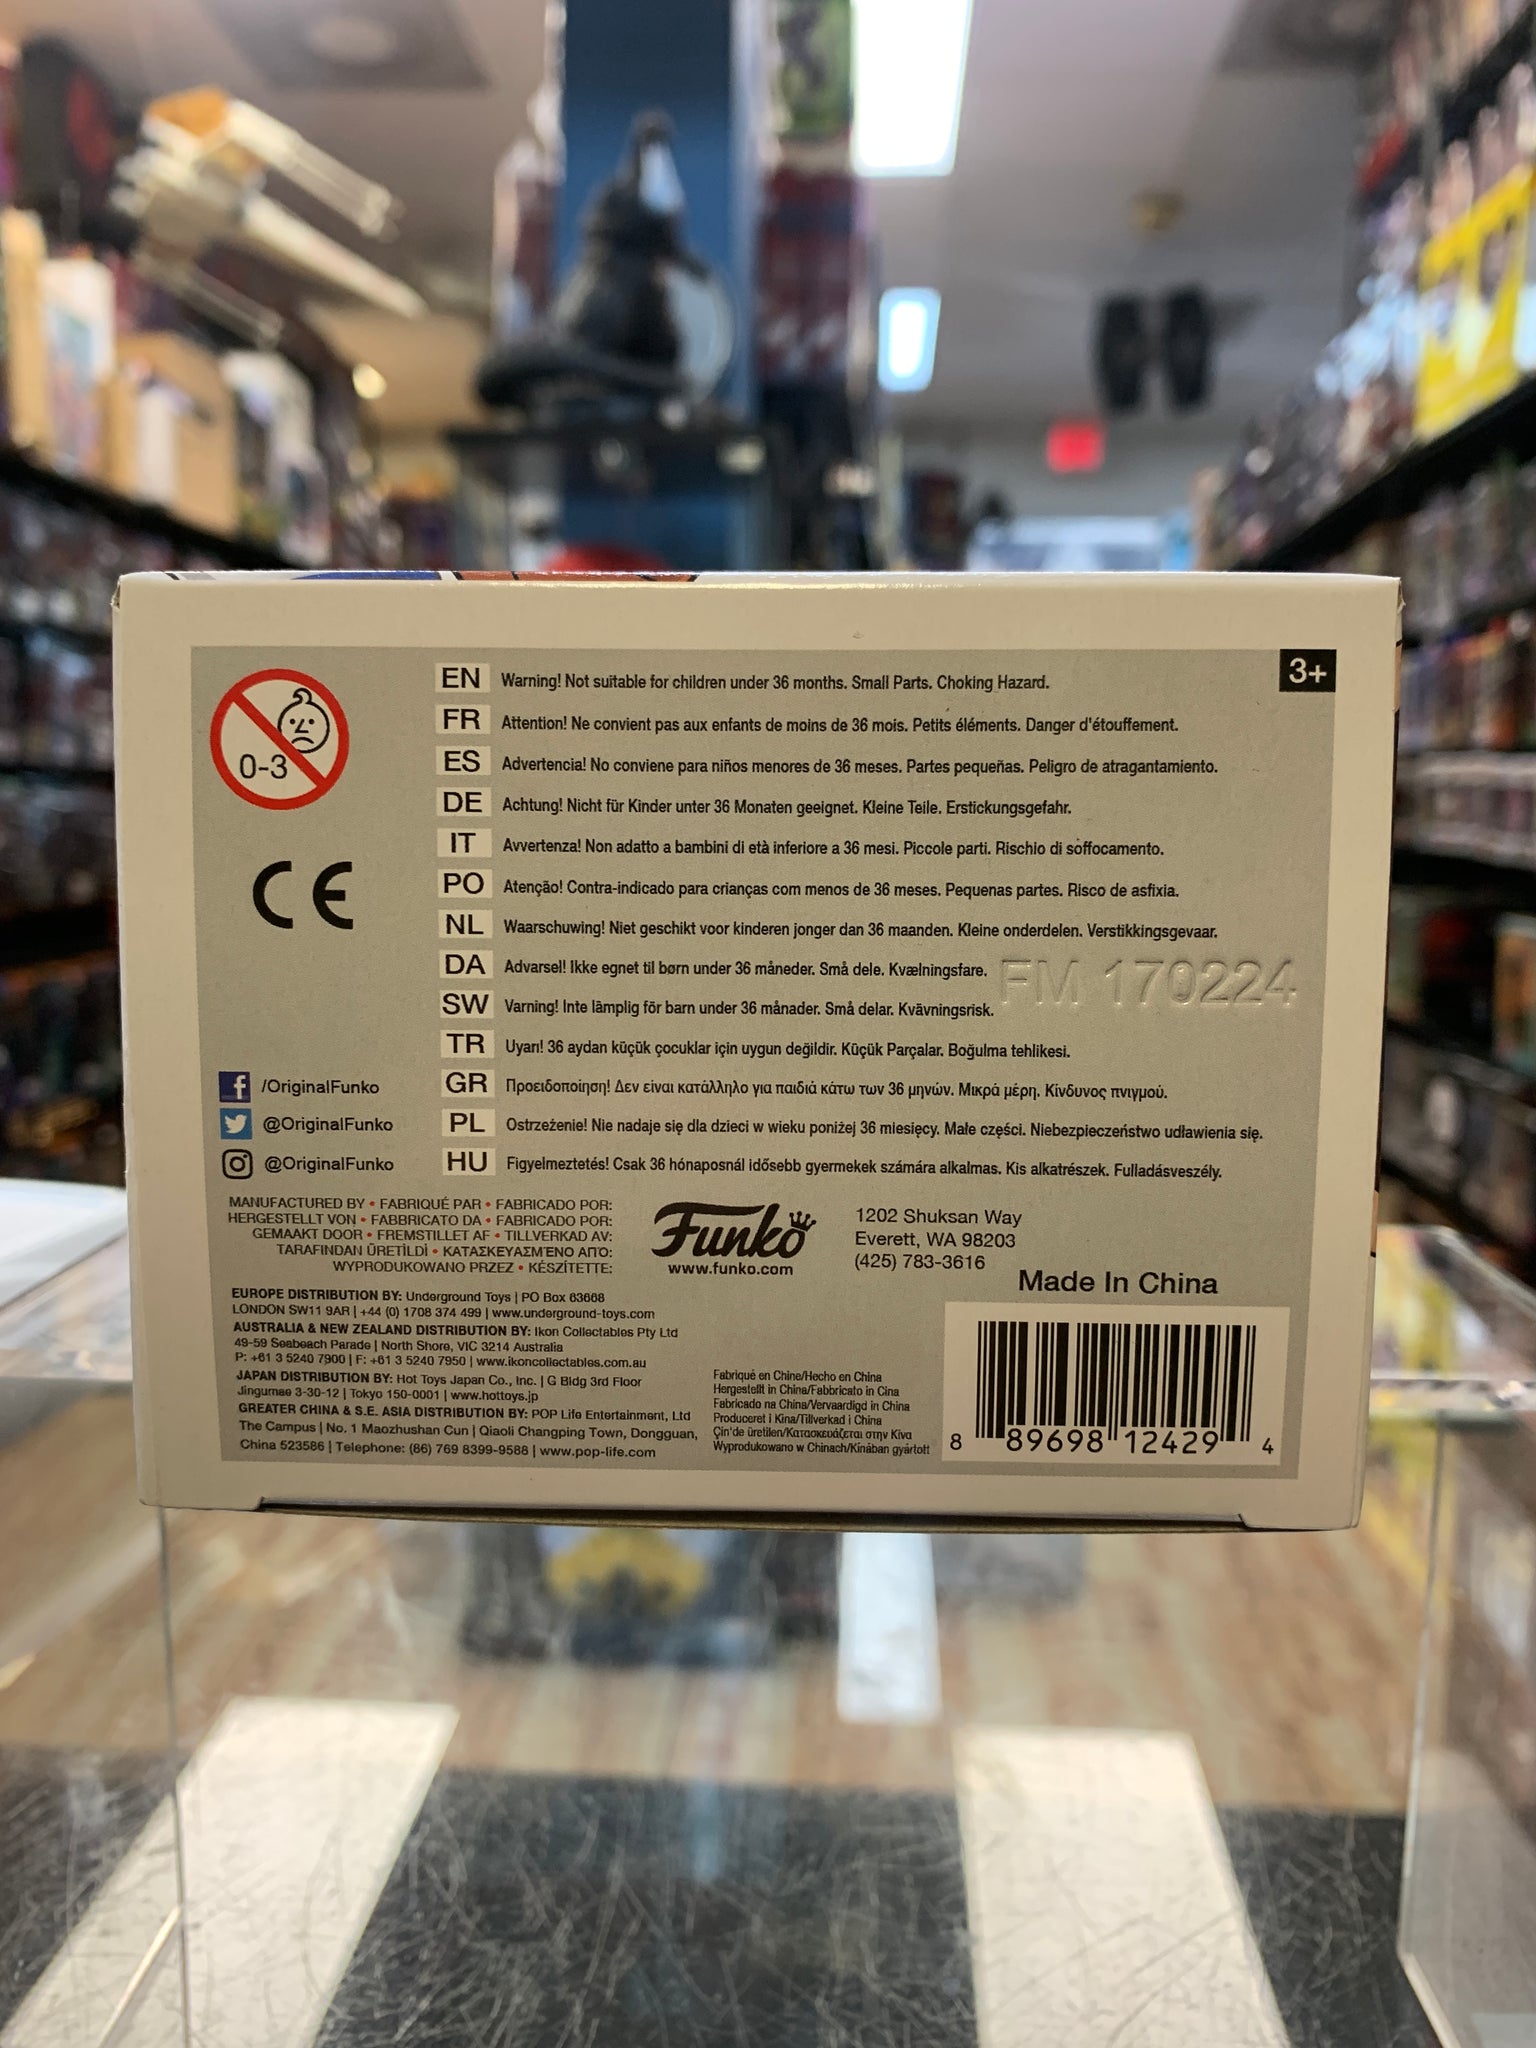 3+
0-3
EN Warning! Not suitable for children under 36 months. Small Parts. Choking Hazard.
FR Attention! Ne convient pas aux enfants de moins de 36 mois. Petits éléments. Danger d'étouffement.
ES Advertencia! No conviene para niños menores de 36 meses. Partes pequeñas. Peligro de atragantamiento.
DE Achtung! Nicht für Kinder unter 36 Monaten geeignet. Kleine Teile. Erstickungsgefahr.
IT Avvertenza! Non adatto a bambini di età inferiore a 36 mesi. Piccole parti. Rischio di soffocamento.
CE
PO Atenção! Contra-indicado para crianças com menos de 36 meses. Pequenas partes. Risco de asfixia.
NL Waarschuwing! Niet geschikt voor kinderen jonger dan 36 maanden. Kleine onderdelen. Verstikkingsgevaar.
DA Advarsel! Ikke egnet til børn under 36 måneder. Små dele. Kvælningsfare.
FM 170224
SW Varning! Inte lämplig för barn under 36 månader. Små delar. Kvävningsrisk.
TR Uyarı! 36 aydan küçük çocuklar için uygun değildir. Küçük Parçalar. Boğulma tehlikesi.
GR Προειδοποίηση! Δεν είναι κατάλληλο για παιδιά κάτω των 36 μηνών. Μικρά μέρη. Κίνδυνος πνιγμού.
PL Ostrzeżenie! Nie nadaje się dla dzieci w wieku poniżej 36 miesięcy. Małe części. Niebezpieczeństwo udławienia się.
HU Figyelmeztetés! Csak 36 hónaposnál idősebb gyermekek számára alkalmas. Kis alkatrészek. Fulladásveszély.
f /OriginalFunko
@OriginalFunko
@OriginalFunko
MANUFACTURED BY • FABRIQUÉ PAR • FABRICADO POR:
HERGESTELLT VON • FABBRICATO DA • FABRICADO POR:
GEMAAKT DOOR • FREMSTILLET AF • TILLVERKAD AV:
TARAFINDAN ÜRETİLDİ • ΚΑΤΑΣΚΕΥΑΣΜΈΝΟ ΑΠΌ:
WYPRODUKOWANO PRZEZ • KÉSZÍTETTE:
Funko
www.funko.com
1202 Shuksan Way
Everett, WA 98203
(425) 783-3616
Made In China
EUROPE DISTRIBUTION BY: Underground Toys | PO Box 63668
LONDON SW11 9AR | +44 (0) 1708 374 499 | www.underground-toys.com
AUSTRALIA & NEW ZEALAND DISTRIBUTION BY: Ikon Collectables Pty Ltd
49-59 Seabeach Parade | North Shore, VIC 3214 Australia
P: +61 3 5240 7900 | F: +61 3 5240 7950 | www.ikoncollectables.com.au
JAPAN DISTRIBUTION BY: Hot Toys Japan Co., Inc. | G Bldg 3rd Floor
Jingumae 3-30-12 | Tokyo 150-0001 | www.hottoys.jp
GREATER CHINA & S.E. ASIA DISTRIBUTION BY: POP Life Entertainment, Ltd
The Campus | No. 1 Maozhushan Cun | Qiaoli Changping Town, Dongguan,
China 523586 | Telephone: (86) 769 8399-9586 | www.pop-life.com
Fabriqué en Chine/Hecho en China
Hergestellt in China/Fabbricato in Cina
Fabricado na China/Vervaardigd in China
Produceret i Kina/Tillverkad i China
Çin'de üretilen/Κατασκευάζεται στην Κίνα
Wyprodukowano w Chinach/Kínában gyártott
8 89698 12429 4